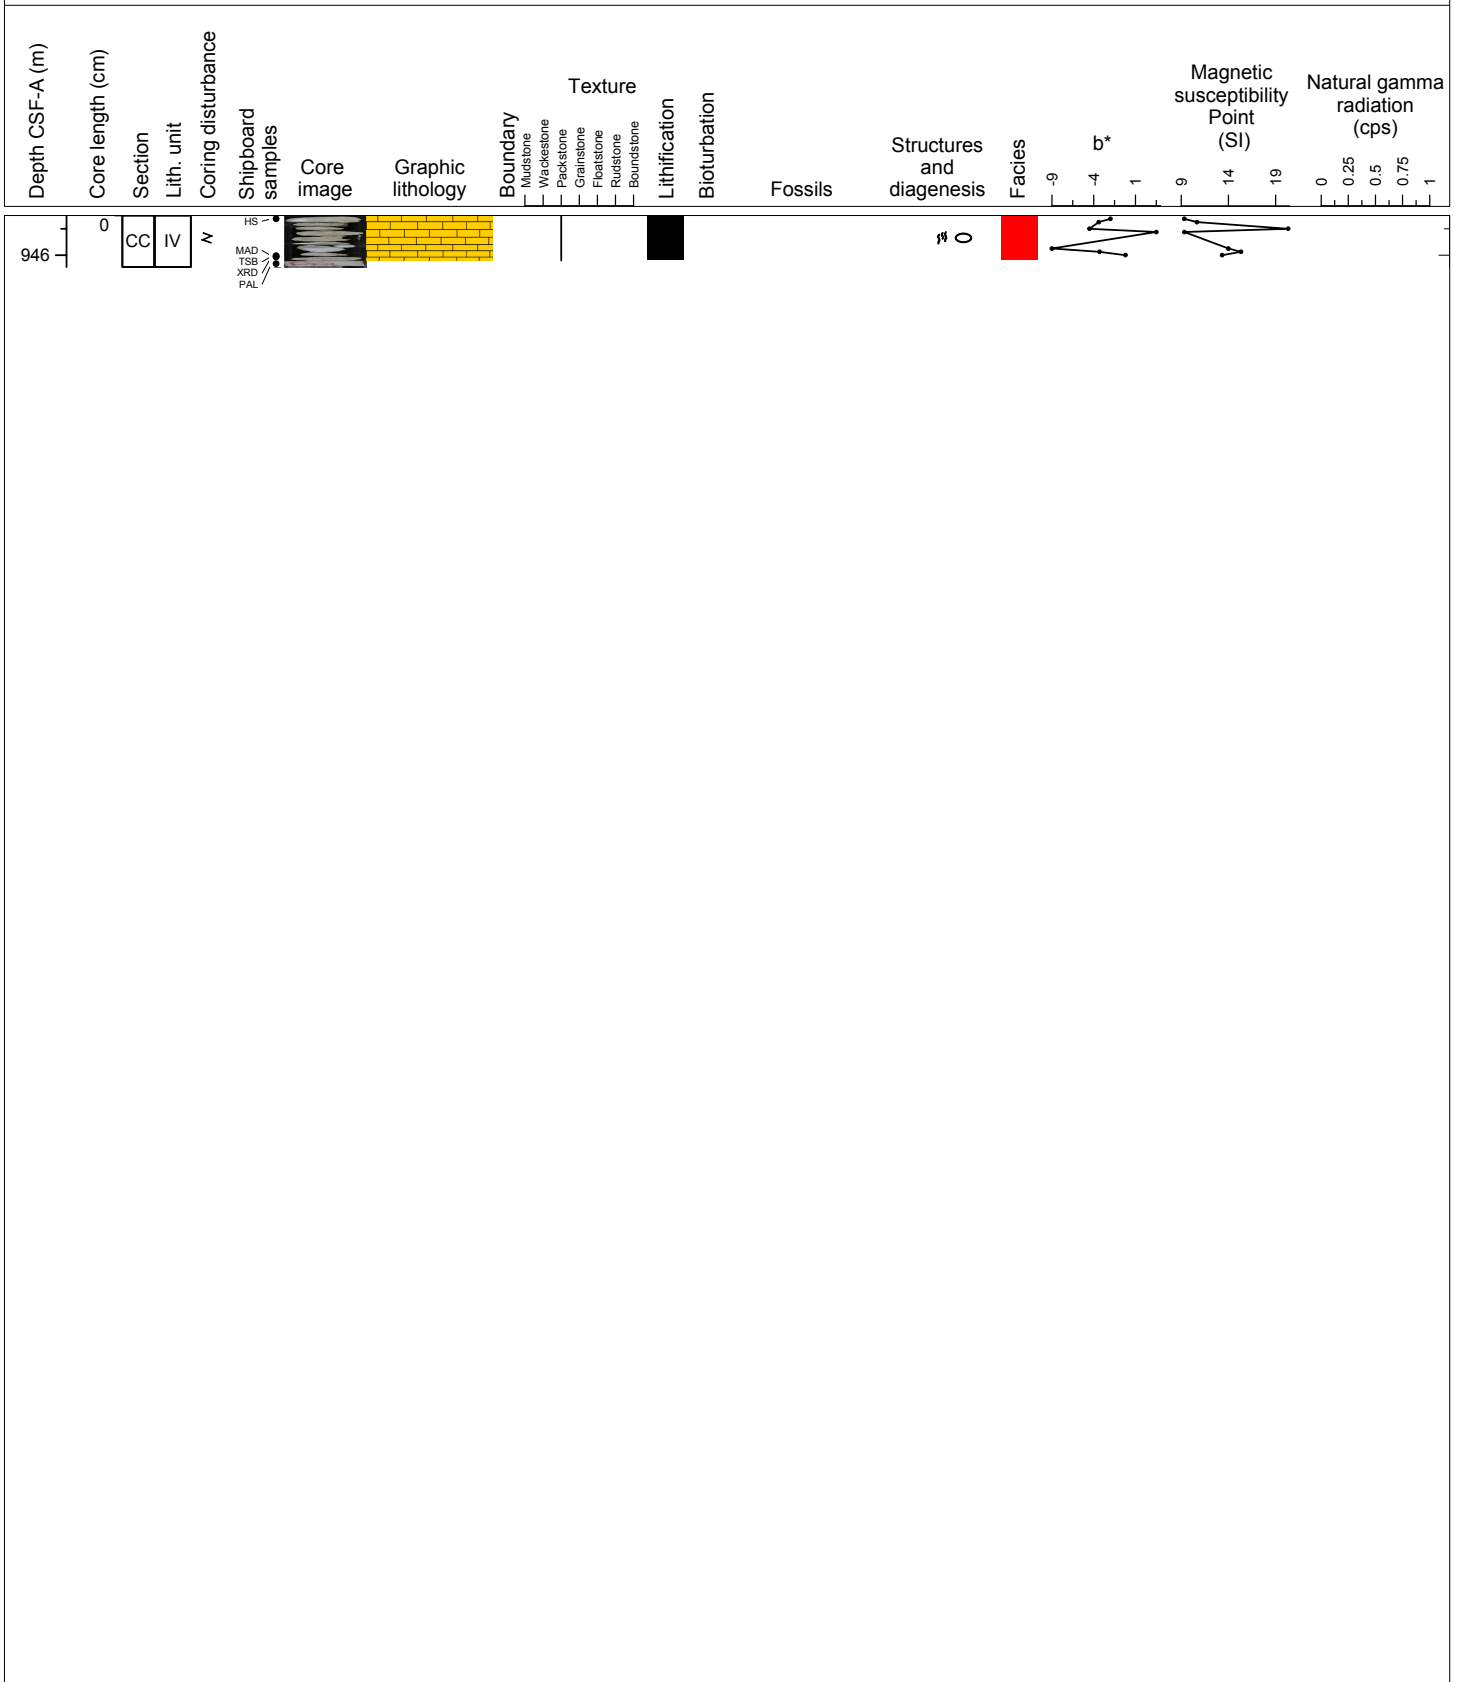 Depth CSF-A (m)
Core length (cm)
Section
Lith. unit
Coring disturbance
Shipboard
samples
Core
image
Graphic
lithology
Boundary
Texture
Mudstone
Wackestone
Packstone
Grainstone
Floatstone
Rudstone
Boundstone
Lithification
Bioturbation
Fossils
Structures
and
diagenesis
Facies
b*
-9
-4
1
Magnetic
susceptibility
Point
(SI)
9
14
19
Natural gamma
radiation
(cps)
0
0.25
0.5
0.75
1
946
0
CC
IV
HS
MAD
TSB
XRD
PAL